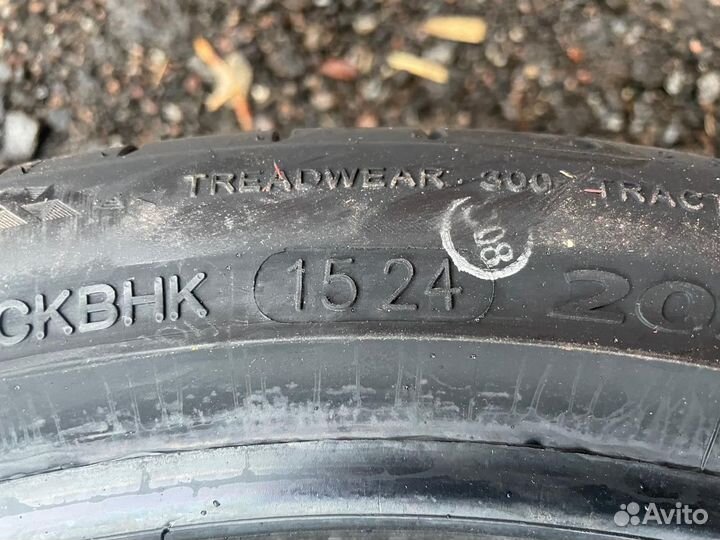 TREADWEAR 300 TRACT
08
CKBHK 1524 20
Avito